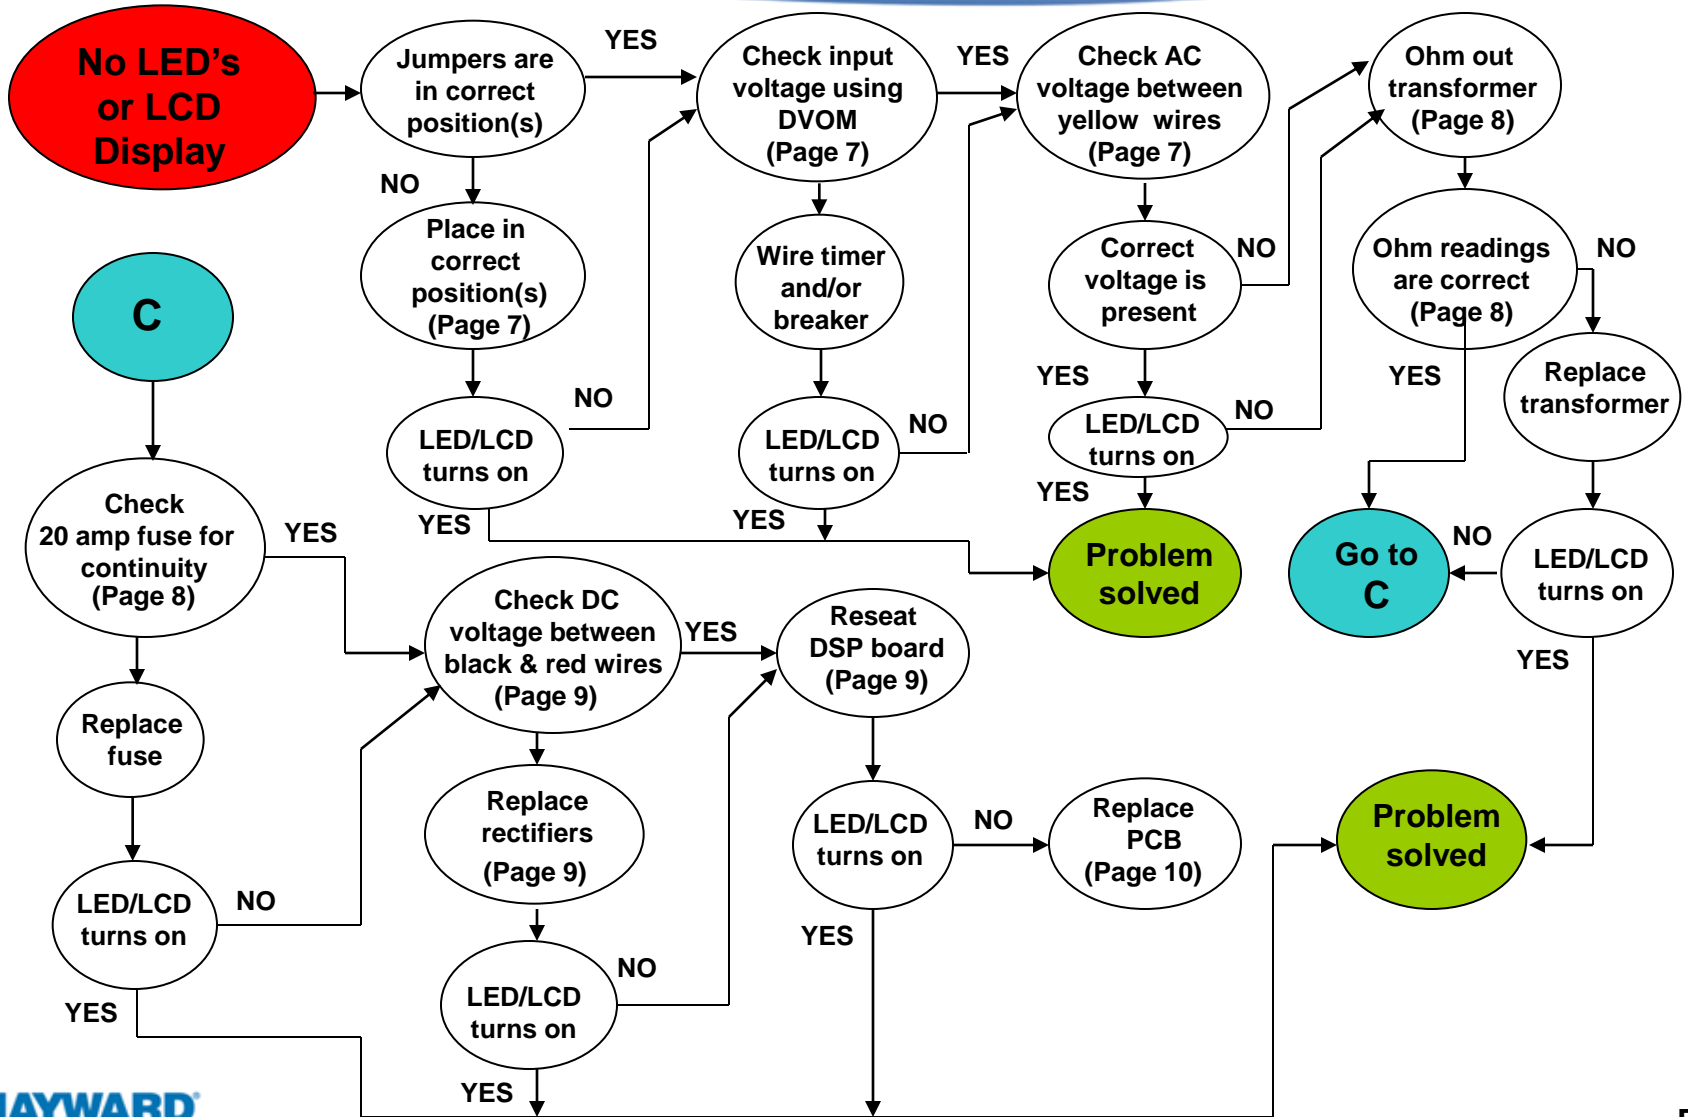 No LED's
or LCD
Display
Jumpers are
in correct
position(s)
YES
Check input
voltage using
DVOM
(Page 7)
YES
Check AC
voltage between
yellow wires
(Page 7)
Ohm out
transformer
(Page 8)
NO
Place in
correct
position(s)
(Page 7)
Wire timer
and/or
breaker
Correct
voltage is
present
NO
Ohm readings
are correct
(Page 8)
NO
C
YES
YES
Replace
transformer
LED/LCD
turns on
NO
LED/LCD
turns on
NO
LED/LCD
turns on
NO
YES
YES
YES
Check
20 amp fuse for
continuity
(Page 8)
YES
Problem
solved
Go to
C
NO
LED/LCD
turns on
YES
Check DC
voltage between
black & red wires
(Page 9)
YES
Reseat
DSP board
(Page 9)
Replace
fuse
Replace
rectifiers
(Page 9)
LED/LCD
turns on
NO
Replace
PCB
(Page 10)
Problem
solved
LED/LCD
turns on
NO
YES
LED/LCD
turns on
NO
YES
YES
HAYWARD®